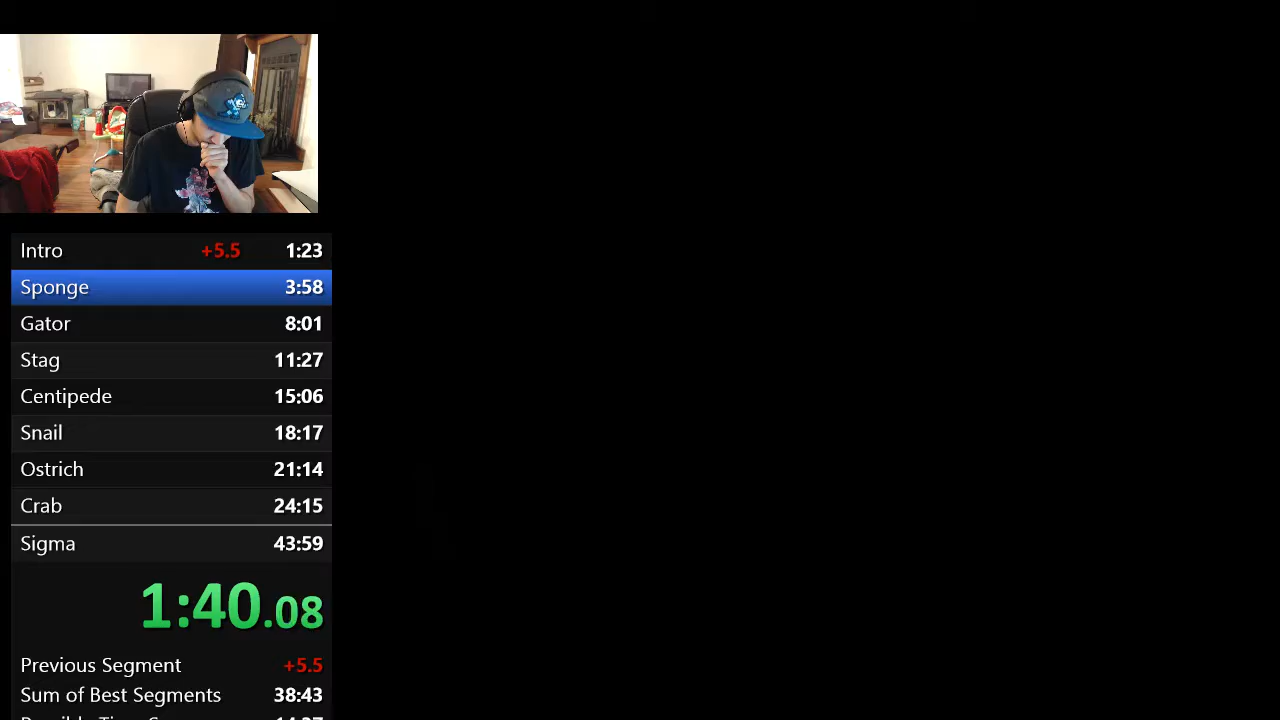 Intro +5.5 1:23
Sponge 3:58
Gator 8:01
Stag 11:27
Centipede 15:06
Snail 18:17
Ostrich 21:14
Crab 24:15
Sigma 43:59
1:40.08
Previous Segment +5.5
Sum of Best Segments 38:43